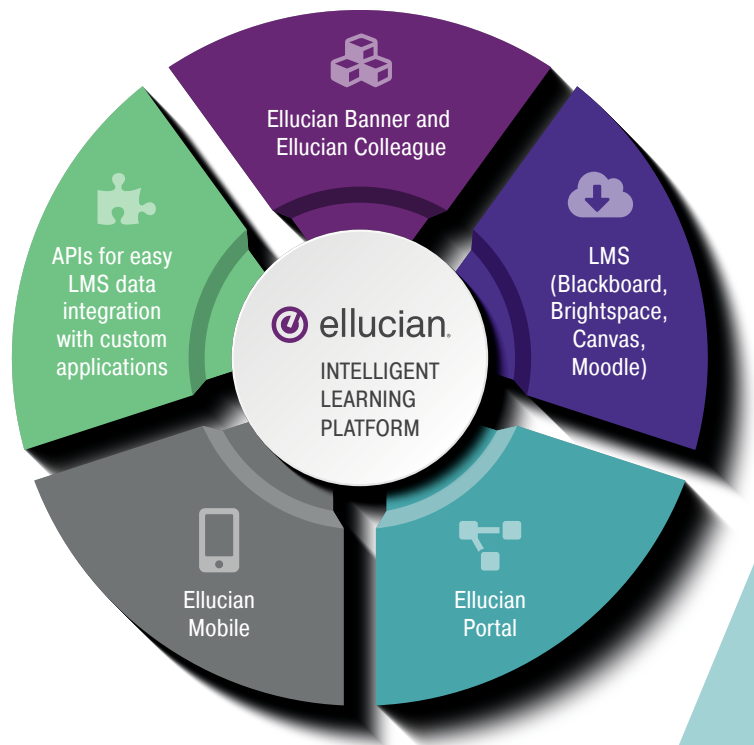 Ellucian Banner and
Ellucian Colleague
LMS
(Blackboard,
Brightspace,
Canvas,
Moodle)
Ellucian
Portal
Ellucian
Mobile
APIs for easy
LMS data
integration
with custom
applications
ellucian.
INTELLIGENT
LEARNING
PLATFORM